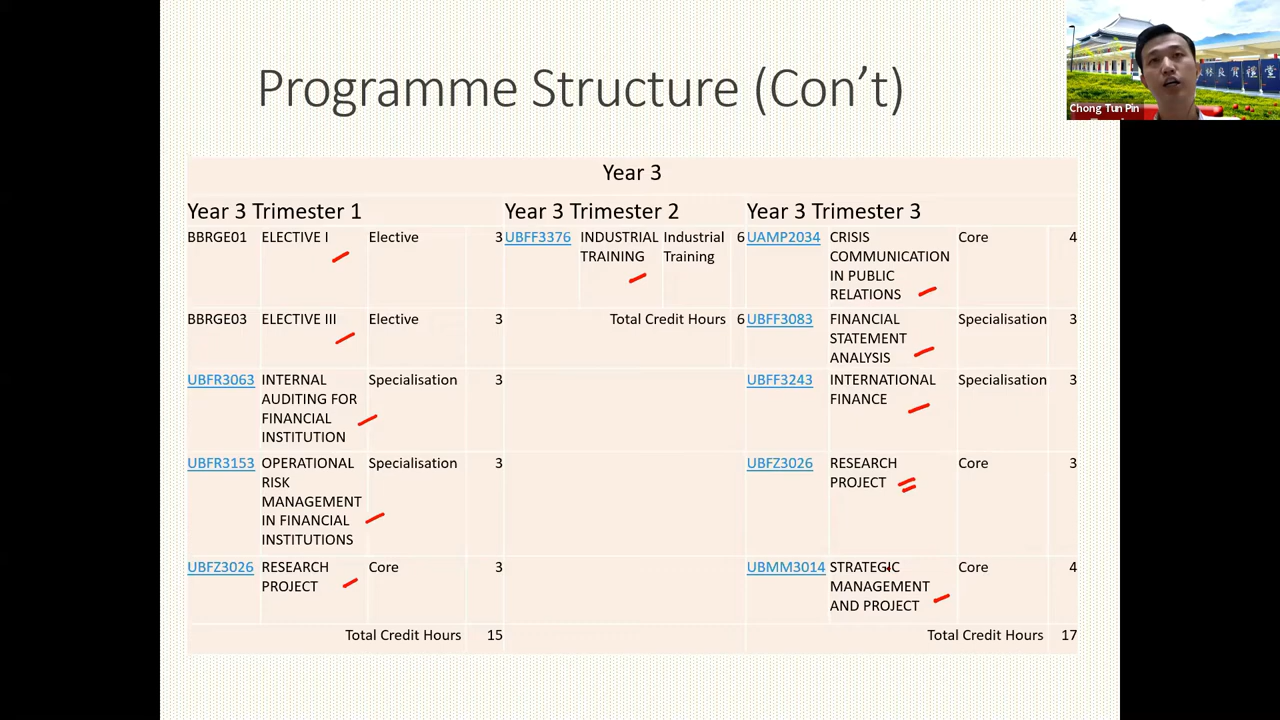 Programme Structure (Con’t)
Chong Tun Pin
Year 3
Year 3 Trimester 1
BBRGE01 ELECTIVE I Elective 3
BBRGE03 ELECTIVE III Elective 3
UBFR3063 INTERNAL Specialisation 3
AUDITING FOR
FINANCIAL
INSTITUTION
UBFR3153 OPERATIONAL Specialisation 3
RISK
MANAGEMENT
IN FINANCIAL
INSTITUTIONS
UBFZ3026 RESEARCH Core 3
PROJECT
Total Credit Hours 15
Year 3 Trimester 2
UBFF3376 INDUSTRIAL Industrial 6
TRAINING Training
Total Credit Hours 6
Year 3 Trimester 3
UAMP2034 CRISIS Core 4
COMMUNICATION
IN PUBLIC
RELATIONS
UBFF3083 FINANCIAL Specialisation 3
STATEMENT
ANALYSIS
UBFF3243 INTERNATIONAL Specialisation 3
FINANCE
UBFZ3026 RESEARCH Core 3
PROJECT
UBMM3014 STRATEGIC Core 4
MANAGEMENT
AND PROJECT
Total Credit Hours 17